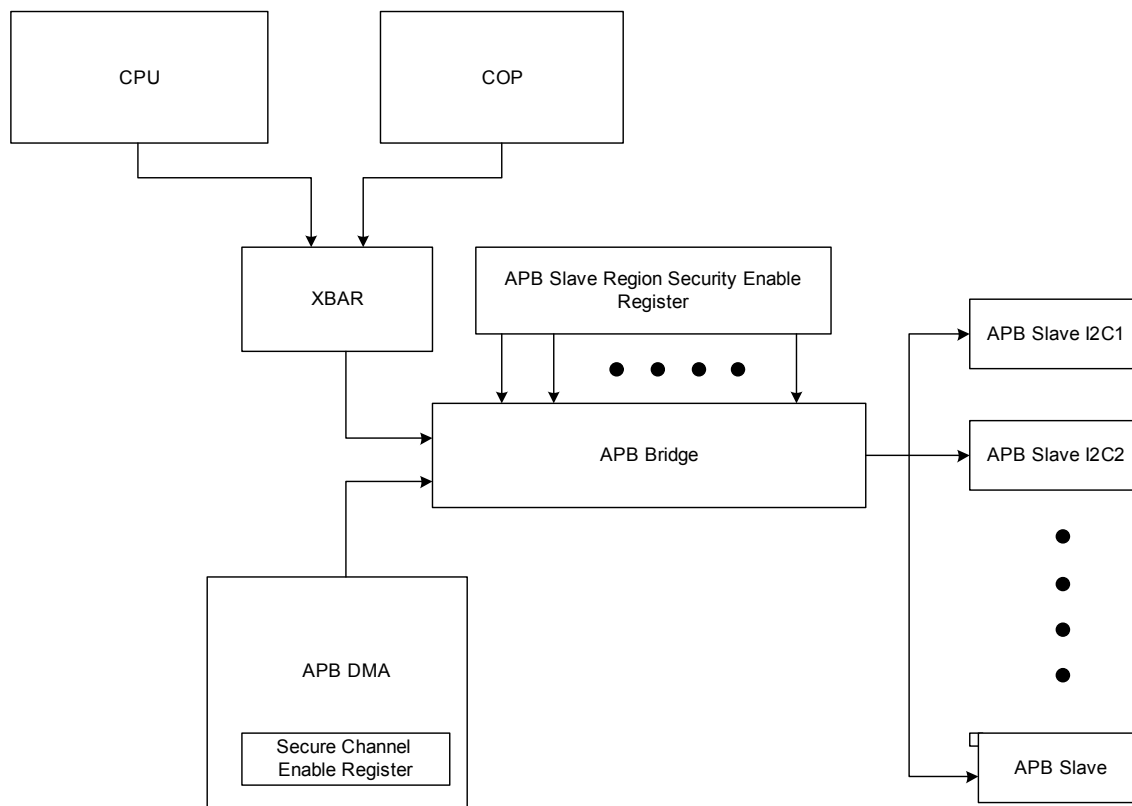 CPU
COP
XBAR
APB Slave Region Security Enable
Register
APB Slave I2C1
APB Bridge
APB Slave I2C2
APB DMA
Secure Channel
Enable Register
APB Slave